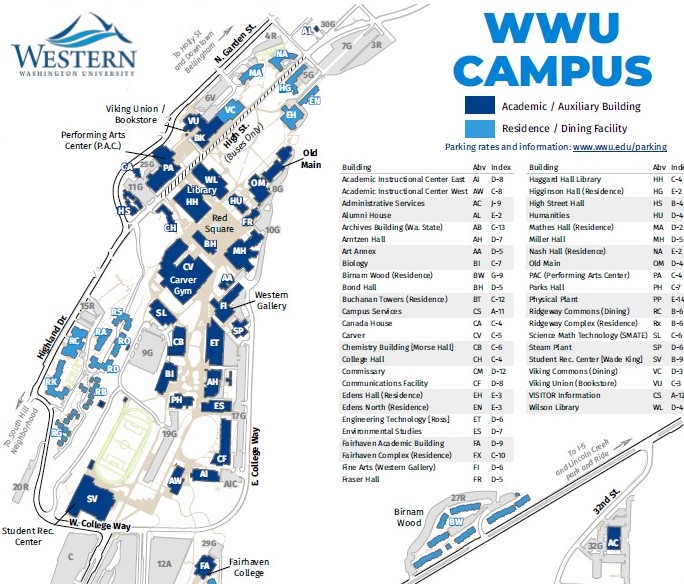 WESTERN
WASHINGTON UNIVERSITY
WWU
CAMPUS
Academic / Auxiliary Building
Residence / Dining Facility
Parking rates and information: www.wwu.edu/parking
Building Abv Index
Academic Instructional Center East AI D-8
Academic Instructional Center West AW C-8
Administrative Services AC J-9
Alumni House AL E-2
Archives Building (Wa. State) AB C-13
Arntzen Hall AH D-7
Art Annex AA D-5
Biology BI C-7
Birnam Wood (Residence) BW G-9
Bond Hall BH D-5
Buchanan Towers (Residence) BT C-12
Campus Services CS A-11
Canada House CA C-4
Carver CV C-5
Chemistry Building [Morse Hall] CB C-6
College Hall CH C-4
Commissary CM D-12
Communications Facility CF D-8
Edens Hall (Residence) EH E-3
Edens North (Residence) EN E-3
Engineering Technology [Ross] ET D-6
Environmental Studies ES D-7
Fairhaven Academic Building FA D-9
Fairhaven Complex (Residence) FX C-10
Fine Arts (Western Gallery) FI D-6
Fraser Hall FR D-5
Building Abv Inde
Haggard Hall Library HH C-4
Higginson Hall (Residence) HG E-2
High Street Hall HS B-4
Humanities HU D-4
Mathes Hall (Residence) MA D-2
Miller Hall MH D-5
Nash Hall (Residence) NA E-2
Old Main OM D-4
PAC (Performing Arts Center) PA C-4
Parks Hall PH C-7
Physical Plant PP E-14
Ridgeway Commons (Dining) RC B-6
Ridgeway Complex (Residence) Rx B-6
Science Math Technology (SMATE) SL C-6
Steam Plant SP D-6
Student Rec. Center [Wade King] SV B-9
Viking Commons (Dining) VC D-3
Viking Union (Bookstore) VU C-3
VISITOR Information CS A-12
Wilson Library WL D-4
To Holly St
and Downtown
Bellingham
N. Garden St.
4R
AL
30G
7G
3R
NA
MA
5G
HG
EN
EH
6V
VC
VU
BK
Viking Union /
Bookstore
High St.
(Buses Only)
Performing Arts
Center (P.A.C.)
PA
25G
CA
11G
HS
WL
Library
HH
Old
Main
OM
8G
HU
FR
CH
Red
Square
BH
MH
10G
CV
Carver
Gym
AA
Western
Gallery
FI
SP
SL
15R
RS
RA
RO
RC
Highland Dr.
RD
RK
RB
9G
CB
ET
BI
AH
PH
ES
17G
19G
CF
To South Hill
Neighborhood
E. College Way
AI
AIC
AW
20R
SV
W. College Way
Student Rec.
Center
C
12A
29G
FA
Fairhaven
College
Birnam
Wood
27R
BW
To I-5
and Lincoln Creek
park and Ride
32nd St.
32G
AC